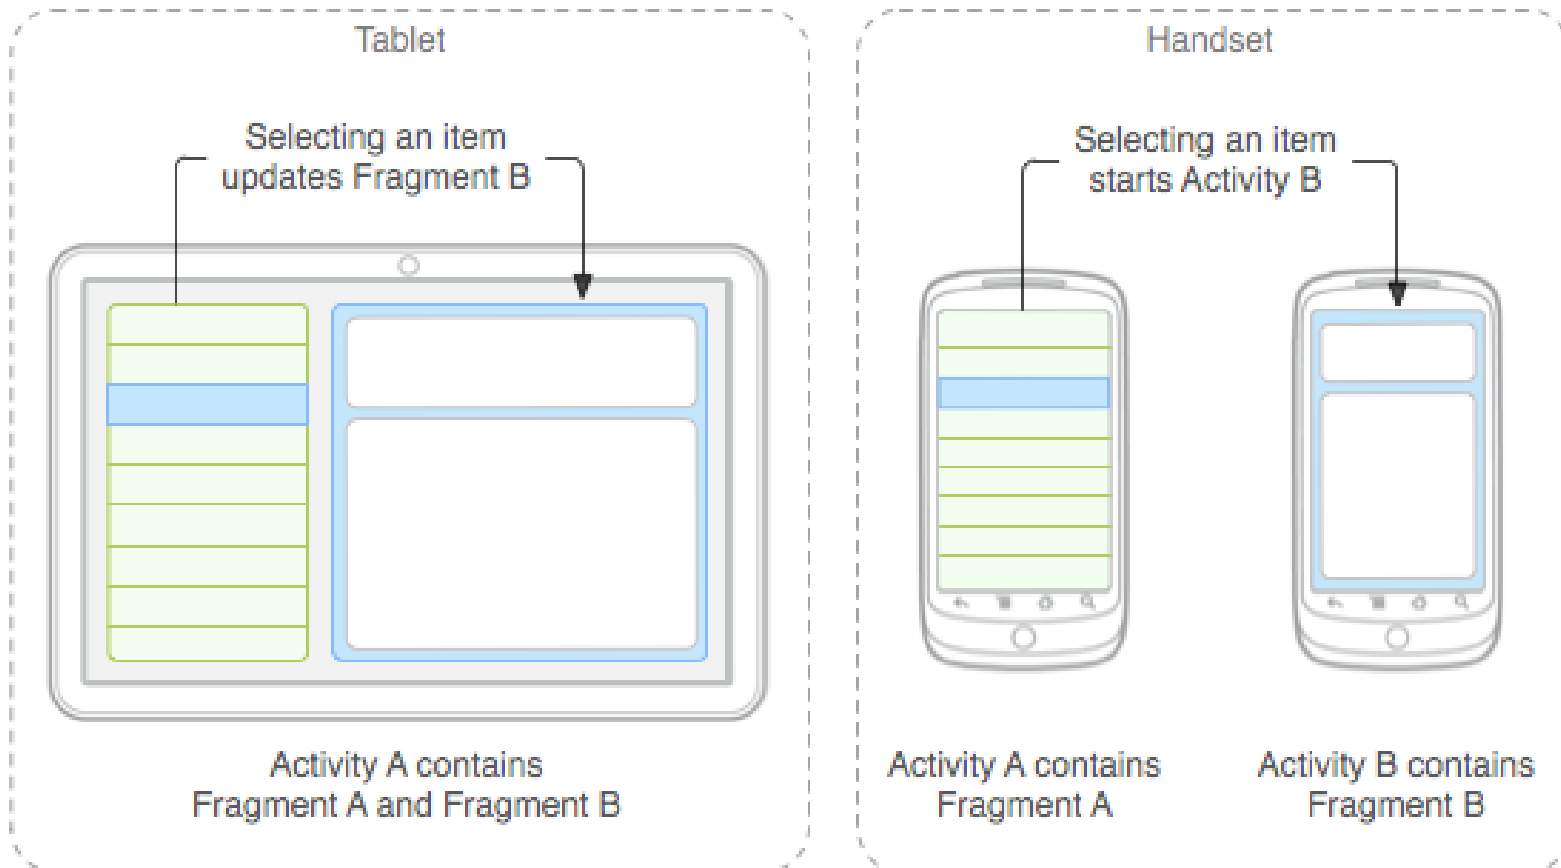 Tablet
Selecting an item
updates Fragment B
Activity A contains
Fragment A and Fragment B
Handset
Selecting an item
starts Activity B
Activity A contains
Fragment A
Activity B contains
Fragment B